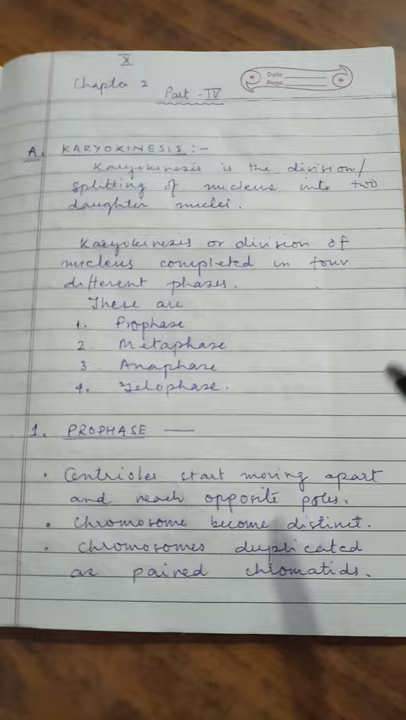 X
Chapter 2
Part - IV
Date
Page
A. KARYOKINESIS :-
Karyokinesis is the division/
splitting of nucleus into two
daughter nuclei.
Karyokinesis or division of
nucleus completed in four
different phases.
These are
1. Prophase
2. Metaphase
3 Anaphase
4. Telophase.
1. PROPHASE —
• Centrioles start moving apart
and reach opposite poles.
• Chromosome become distinct.
• Chromosomes duplicated
as paired chromatids.